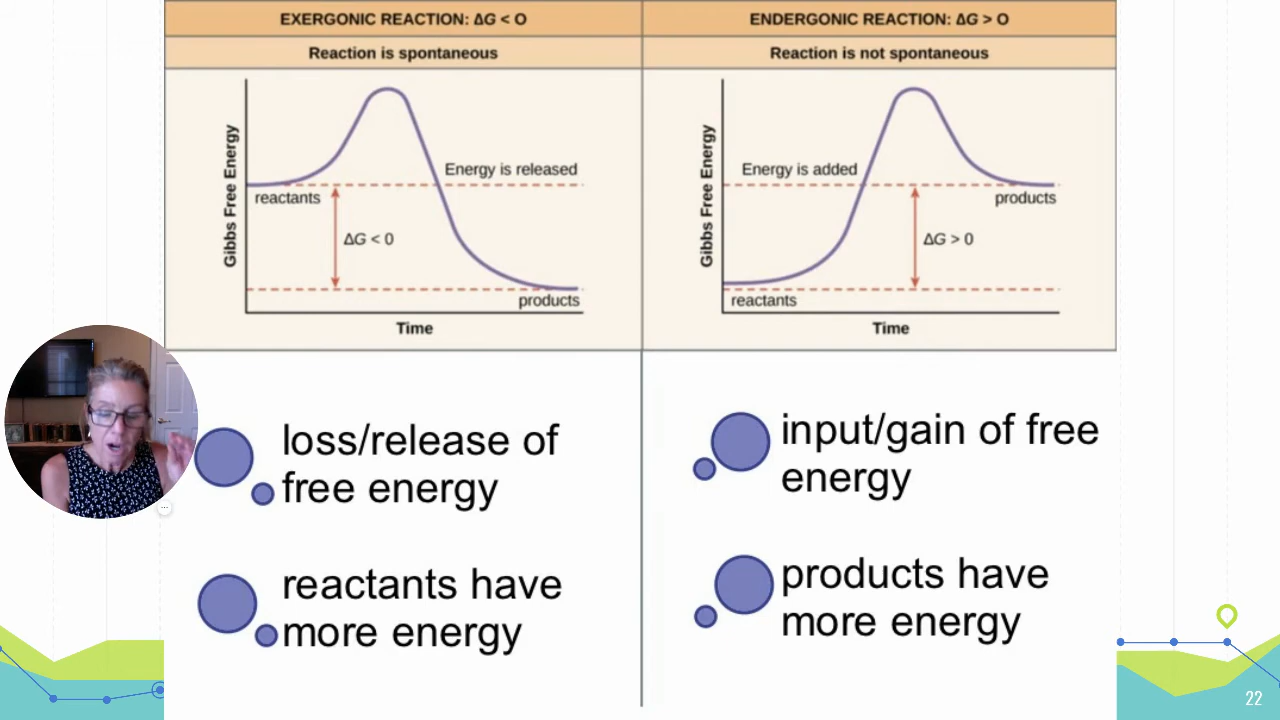 EXERGONIC REACTION: ΔG < O
Reaction is spontaneous
Gibbs Free Energy
Energy is released
reactants
ΔG < 0
products
Time
ENDERGONIC REACTION: ΔG > O
Reaction is not spontaneous
Gibbs Free Energy
Energy is added
products
ΔG > 0
reactants
Time
loss/release of
free energy
reactants have
more energy
input/gain of free
energy
products have
more energy
22